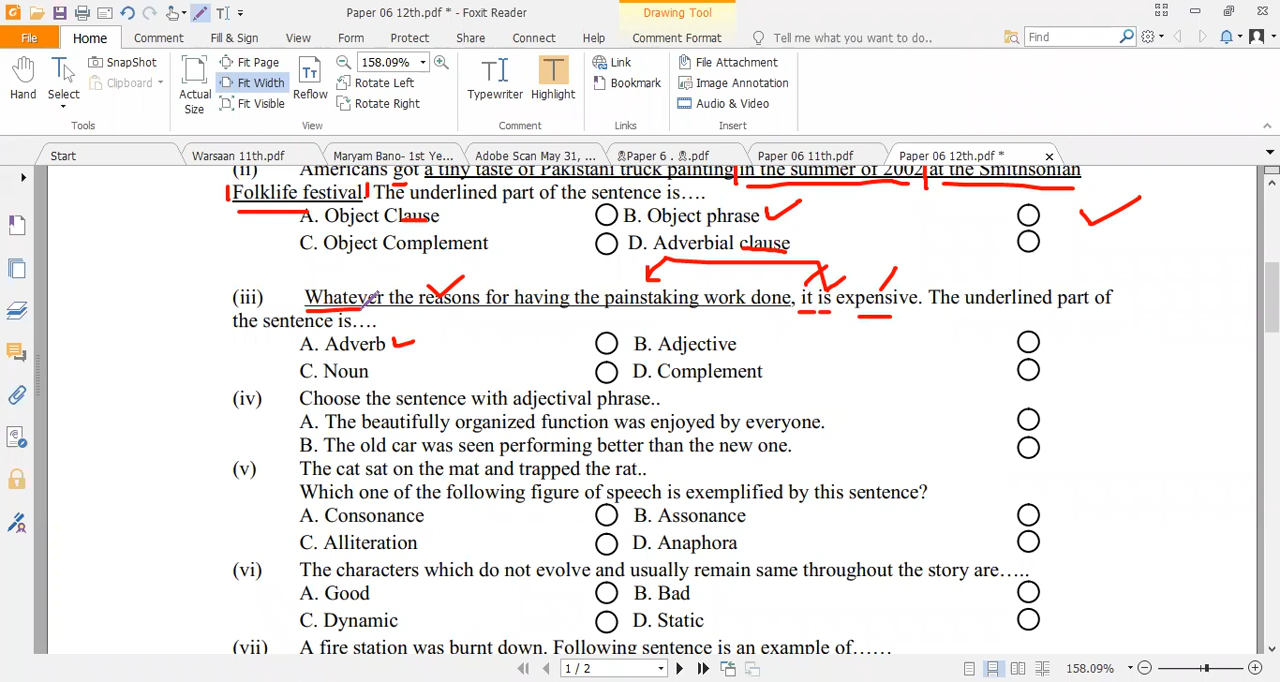 Paper 06 12th.pdf * - Foxit Reader
Drawing Tool
File
Home
Comment
Fill & Sign
View
Form
Protect
Share
Connect
Help
Comment Format
Tell me what you want to do..
Find
Hand
Select
SnapShot
Clipboard
Tools
Actual Size
Fit Page
Fit Width
Fit Visible
Reflow
158.09%
Rotate Left
Rotate Right
View
Typewriter
Highlight
Comment
Link
Bookmark
Links
File Attachment
Image Annotation
Audio & Video
Insert
Start
Warsaan 11th.pdf
Maryam Bano- 1st Ye...
Adobe Scan May 31, ...
Paper 6 . .pdf
Paper 06 11th.pdf
Paper 06 12th.pdf *
(ii) Americans got a tiny taste of Pakistani truck painting in the summer of 2002 at the Smithsonian
Folklife festival. The underlined part of the sentence is….
A. Object Clause B. Object phrase
C. Object Complement D. Adverbial clause
(iii) Whatever the reasons for having the painstaking work done, it is expensive. The underlined part of
the sentence is….
A. Adverb B. Adjective
C. Noun D. Complement
(iv) Choose the sentence with adjectival phrase..
A. The beautifully organized function was enjoyed by everyone.
B. The old car was seen performing better than the new one.
(v) The cat sat on the mat and trapped the rat..
Which one of the following figure of speech is exemplified by this sentence?
A. Consonance B. Assonance
C. Alliteration D. Anaphora
(vi) The characters which do not evolve and usually remain same throughout the story are…..
A. Good B. Bad
C. Dynamic D. Static
(vii) A fire station was burnt down. Following sentence is an example of……
1 / 2
158.09%